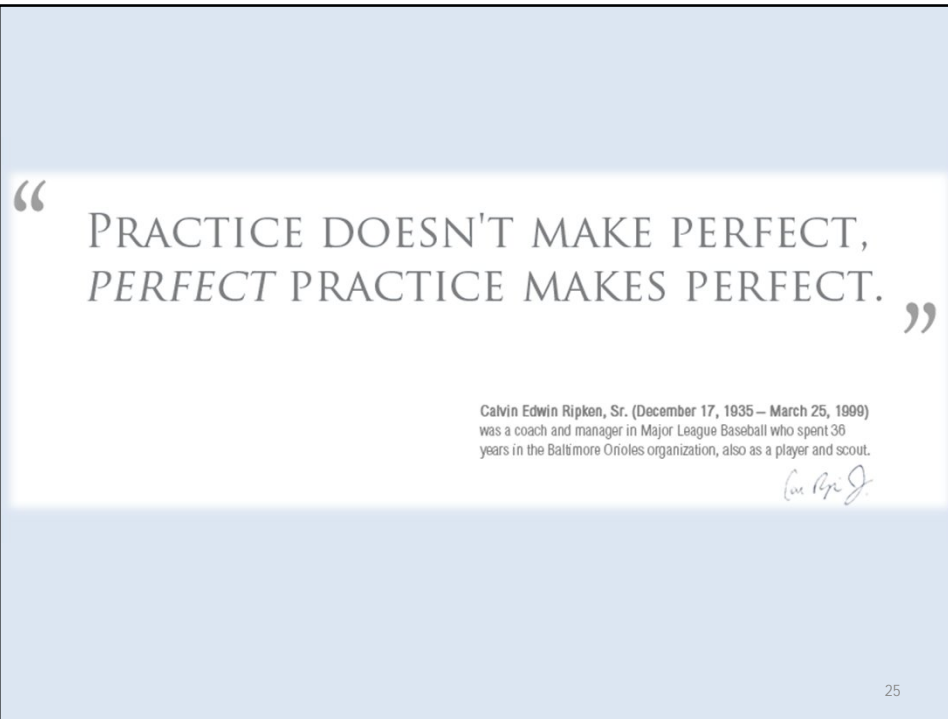 “
PRACTICE DOESN'T MAKE PERFECT,
PERFECT PRACTICE MAKES PERFECT.
”
Calvin Edwin Ripken, Sr. (December 17, 1935 – March 25, 1999)
was a coach and manager in Major League Baseball who spent 36
years in the Baltimore Orioles organization, also as a player and scout.
25